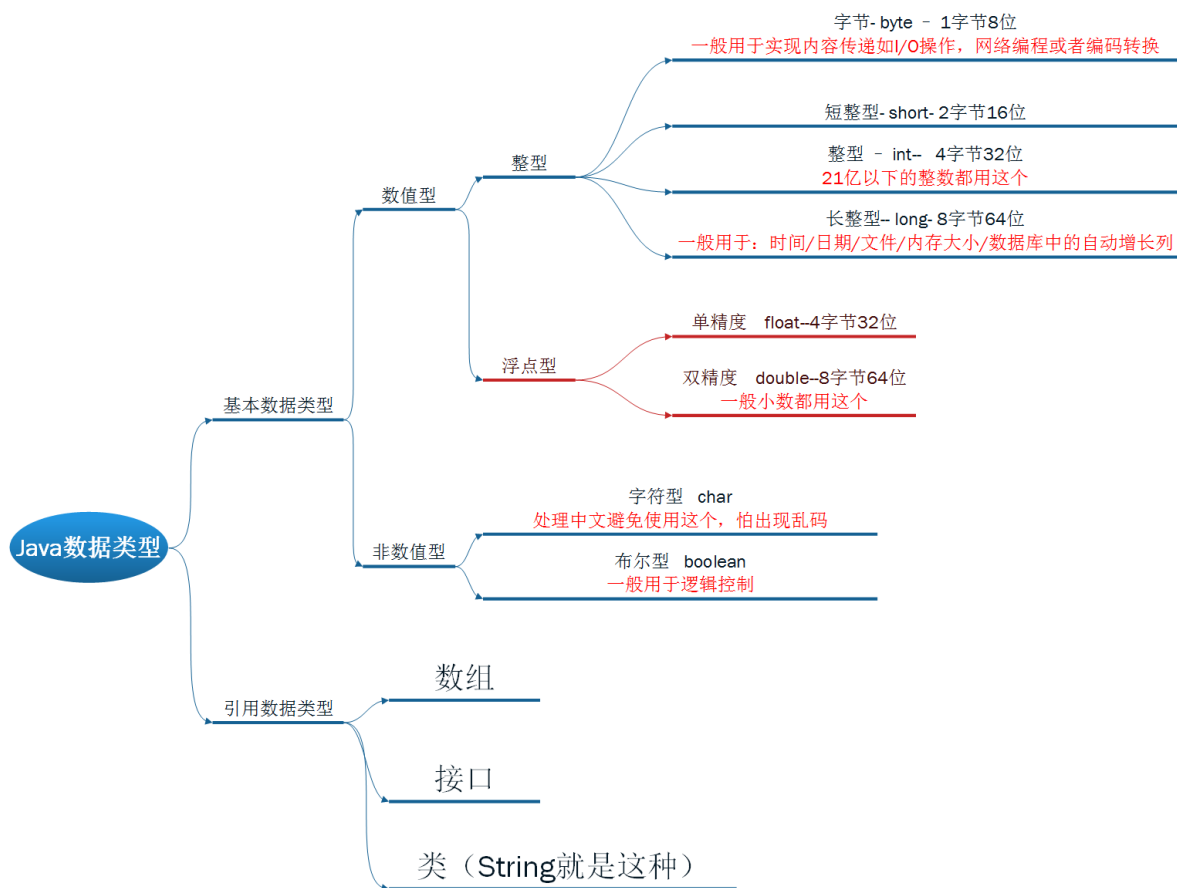 字节- byte – 1字节8位
一般用于实现内容传递如I/O操作，网络编程或者编码转换
短整型- short- 2字节16位
整型 – int-- 4字节32位
21亿以下的整数都用这个
长整型-- long- 8字节64位
一般用于：时间/日期/文件/内存大小/数据库中的自动增长列
整型
数值型
单精度 float--4字节32位
浮点型
双精度 double--8字节64位
一般小数都用这个
基本数据类型
字符型 char
处理中文避免使用这个，怕出现乱码
非数值型
布尔型 boolean
一般用于逻辑控制
Java数据类型
数组
引用数据类型
接口
类（String就是这种）